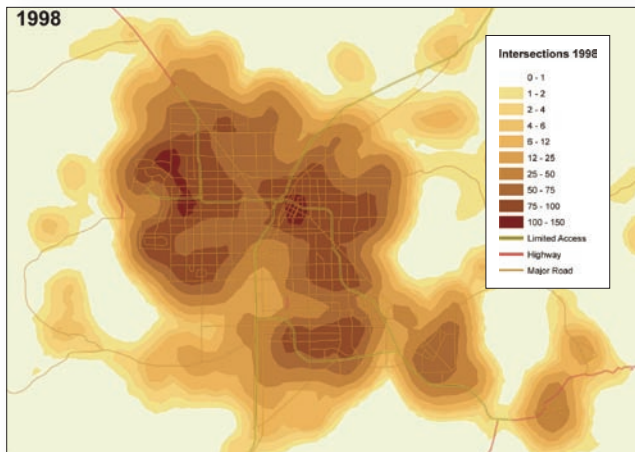 1998
Intersections 1998
0 - 1
1 - 2
2 - 4
4 - 6
6 - 12
12 - 25
25 - 50
50 - 75
75 - 100
100 - 150
Limited Access
Highway
Major Road